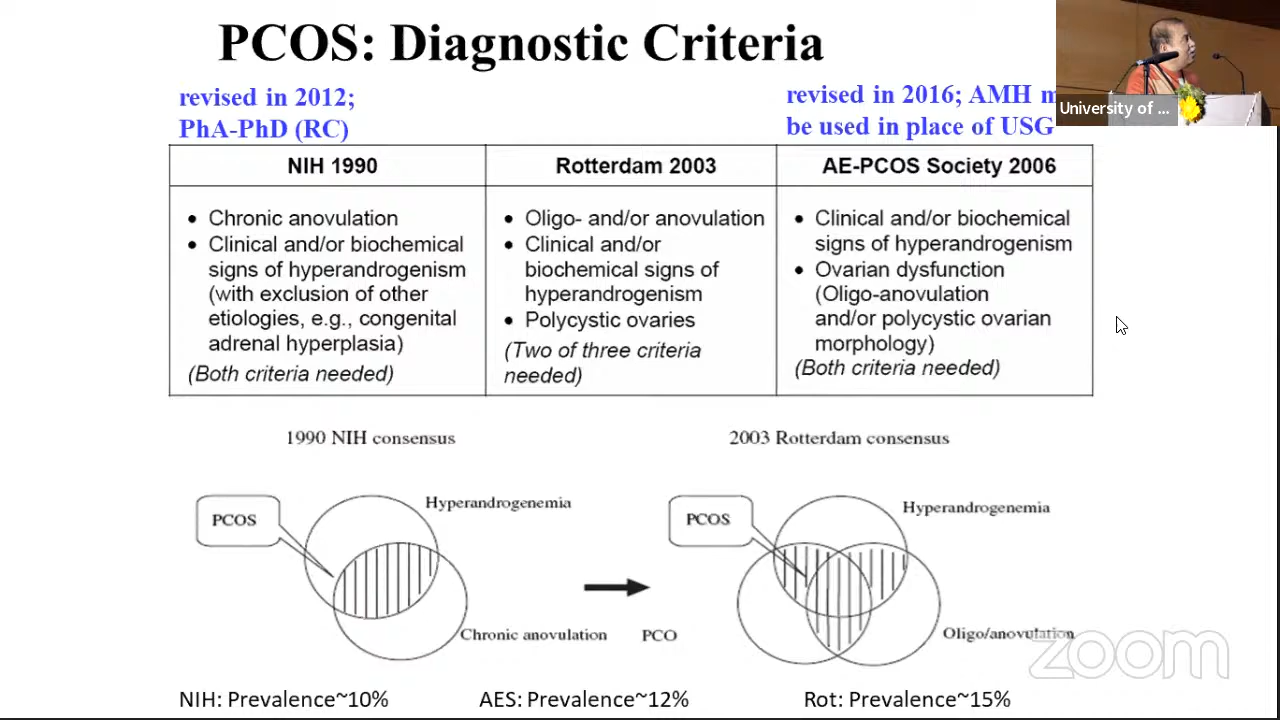 PCOS: Diagnostic Criteria
revised in 2012;
PhA-PhD (RC)
revised in 2016; AMH m
be used in place of USG
University of ...
NIH 1990
• Chronic anovulation
• Clinical and/or biochemical
signs of hyperandrogenism
(with exclusion of other
etiologies, e.g., congenital
adrenal hyperplasia)
(Both criteria needed)
Rotterdam 2003
• Oligo- and/or anovulation
• Clinical and/or
biochemical signs of
hyperandrogenism
• Polycystic ovaries
(Two of three criteria
needed)
AE-PCOS Society 2006
• Clinical and/or biochemical
signs of hyperandrogenism
• Ovarian dysfunction
(Oligo-anovulation
and/or polycystic ovarian
morphology)
(Both criteria needed)
1990 NIH consensus
PCOS
Hyperandrogenemia
Chronic anovulation
2003 Rotterdam consensus
PCOS
Hyperandrogenemia
PCO
Oligo/anovulation
zoom
NIH: Prevalence~10%
AES: Prevalence~12%
Rot: Prevalence~15%